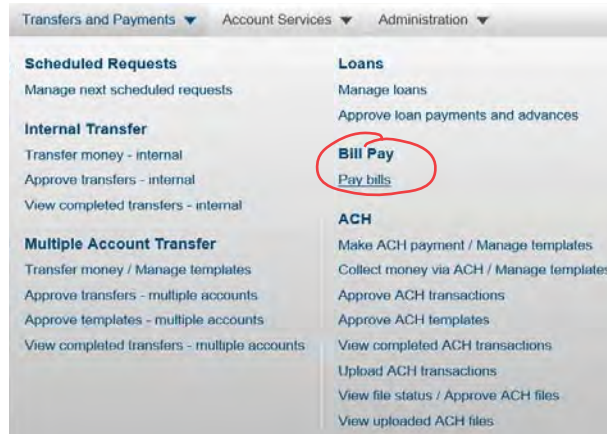 Transfers and Payments Account Services Administration
Scheduled Requests
Manage next scheduled requests
Internal Transfer
Transfer money - internal
Approve transfers - internal
View completed transfers - internal
Multiple Account Transfer
Transfer money / Manage templates
Approve transfers - multiple accounts
Approve templates - multiple accounts
View completed transfers - multiple accounts
Loans
Manage loans
Approve loan payments and advances
Bill Pay
Pay bills
ACH
Make ACH payment / Manage templates
Collect money via ACH / Manage templates
Approve ACH transactions
Approve ACH templates
View completed ACH transactions
Upload ACH transactions
View file status / Approve ACH files
View uploaded ACH files